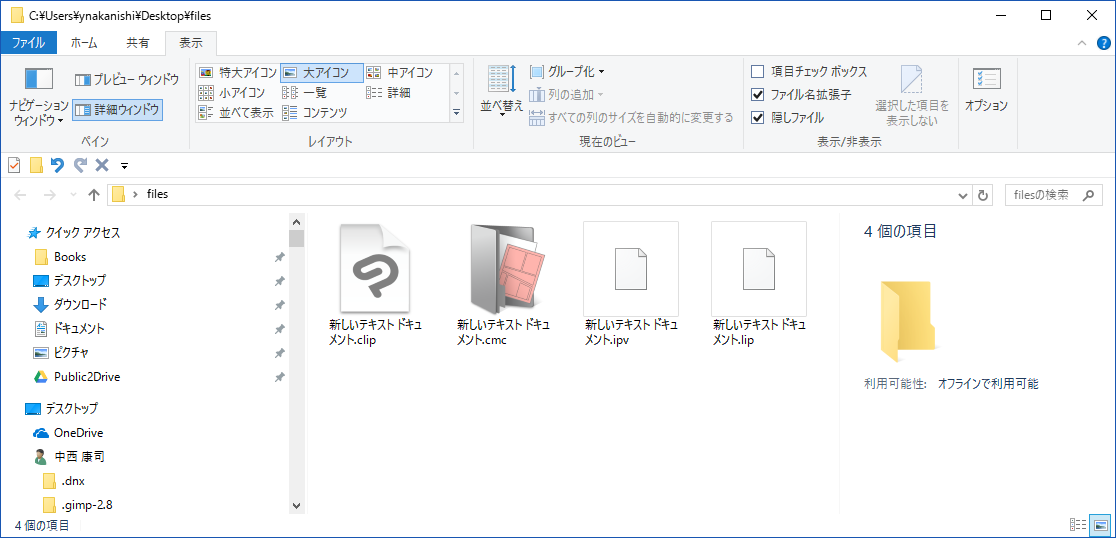 C:¥Users¥ynakanishi¥Desktop¥files
ファイル
ホーム
共有
表示
ナビゲーション
ウィンドウ
プレビュー ウィンドウ
詳細ウィンドウ
ペイン
特大アイコン
大アイコン
中アイコン
小アイコン
一覧
詳細
並べて表示
コンテンツ
レイアウト
並べ替え
グループ化
列の追加
すべての列のサイズを自動的に変更する
現在のビュー
項目チェック ボックス
ファイル名拡張子
隠しファイル
選択した項目を
表示しない
表示/非表示
オプション
files
filesの検索
クイック アクセス
Books
デスクトップ
ダウンロード
ドキュメント
ピクチャ
Public2Drive
デスクトップ
OneDrive
中西 康司
.dnx
.gimp-2.8
新しいテキスト ドキュ
メント.clip
新しいテキスト ドキュ
メント.cmc
新しいテキスト ドキュ
メント.ipv
新しいテキスト ドキュ
メント.lip
4 個の項目
利用可能性: オフラインで利用可能
4 個の項目